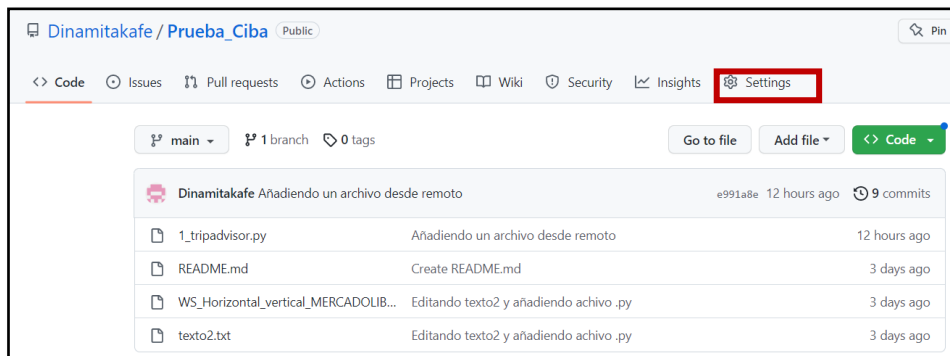 Dinamitakafe / Prueba_Ciba Public Pin
Code Issues Pull requests Actions Projects Wiki Security Insights Settings
main 1 branch 0 tags Go to file Add file Code
Dinamitakafe Añadiendo un archivo desde remoto e991a8e 12 hours ago 9 commits
1_tripadvisor.py Añadiendo un archivo desde remoto 12 hours ago
README.md Create README.md 3 days ago
WS_Horizontal_vertical_MERCADOLIB... Editando texto2 y añadiendo achivo .py 3 days ago
texto2.txt Editando texto2 y añadiendo achivo .py 3 days ago